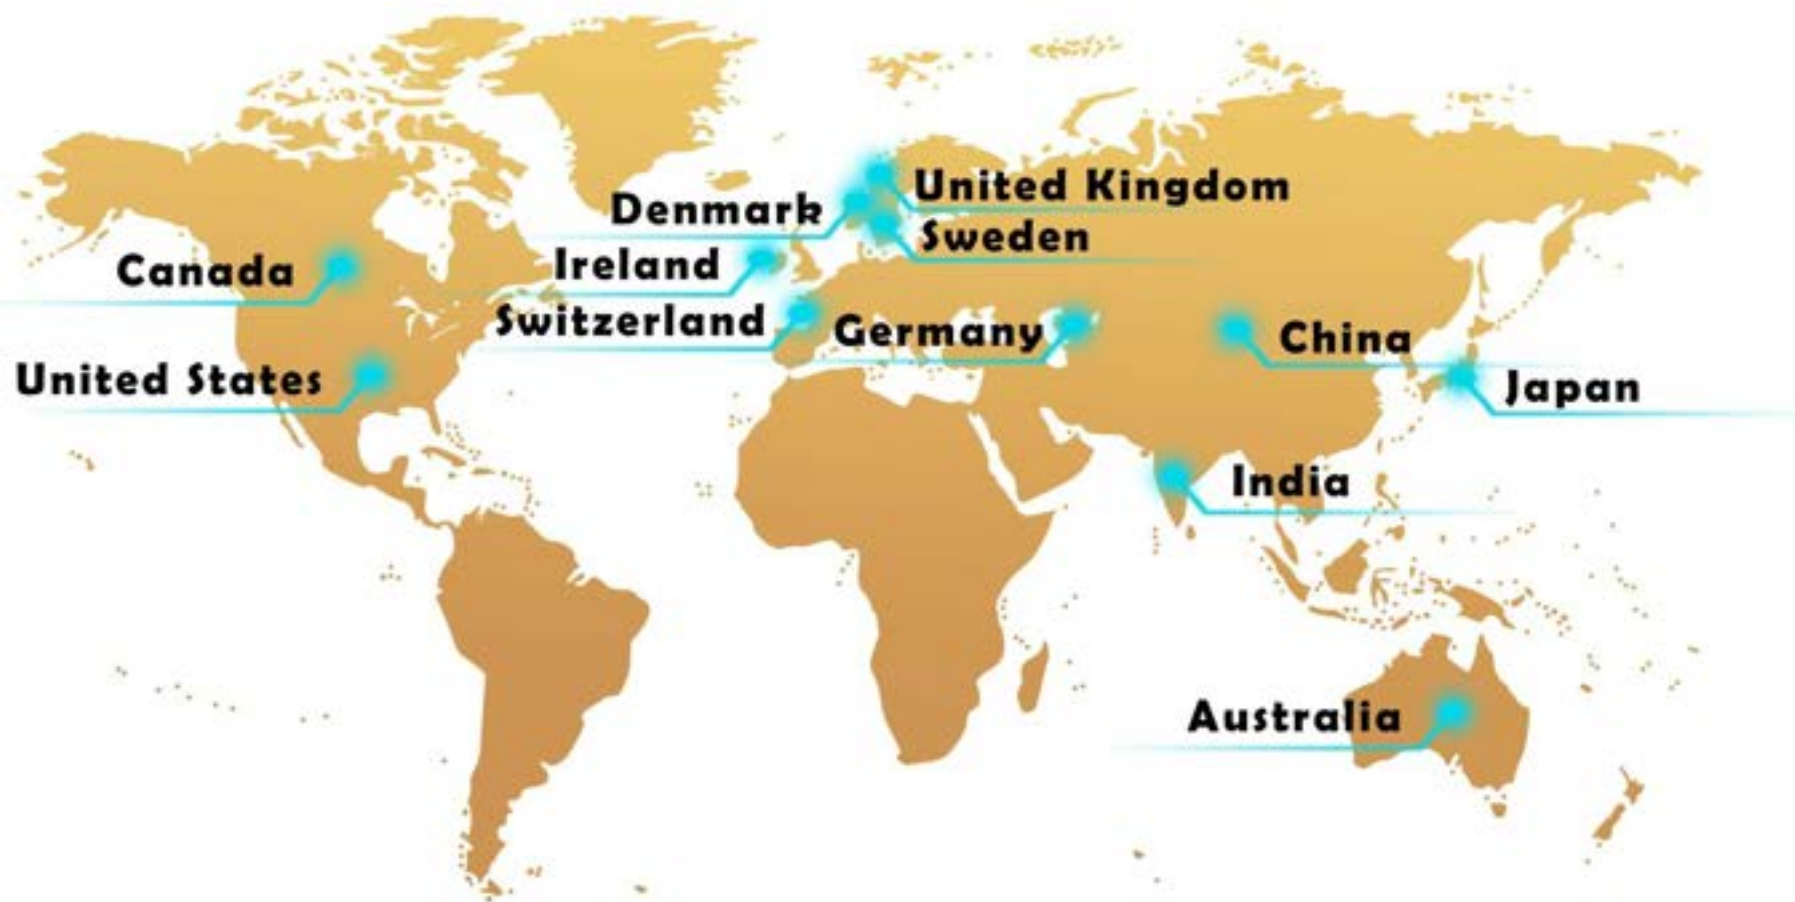 United Kingdom
Denmark
Sweden
Ireland
Canada
Switzerland
Germany
China
United States
Japan
India
Australia